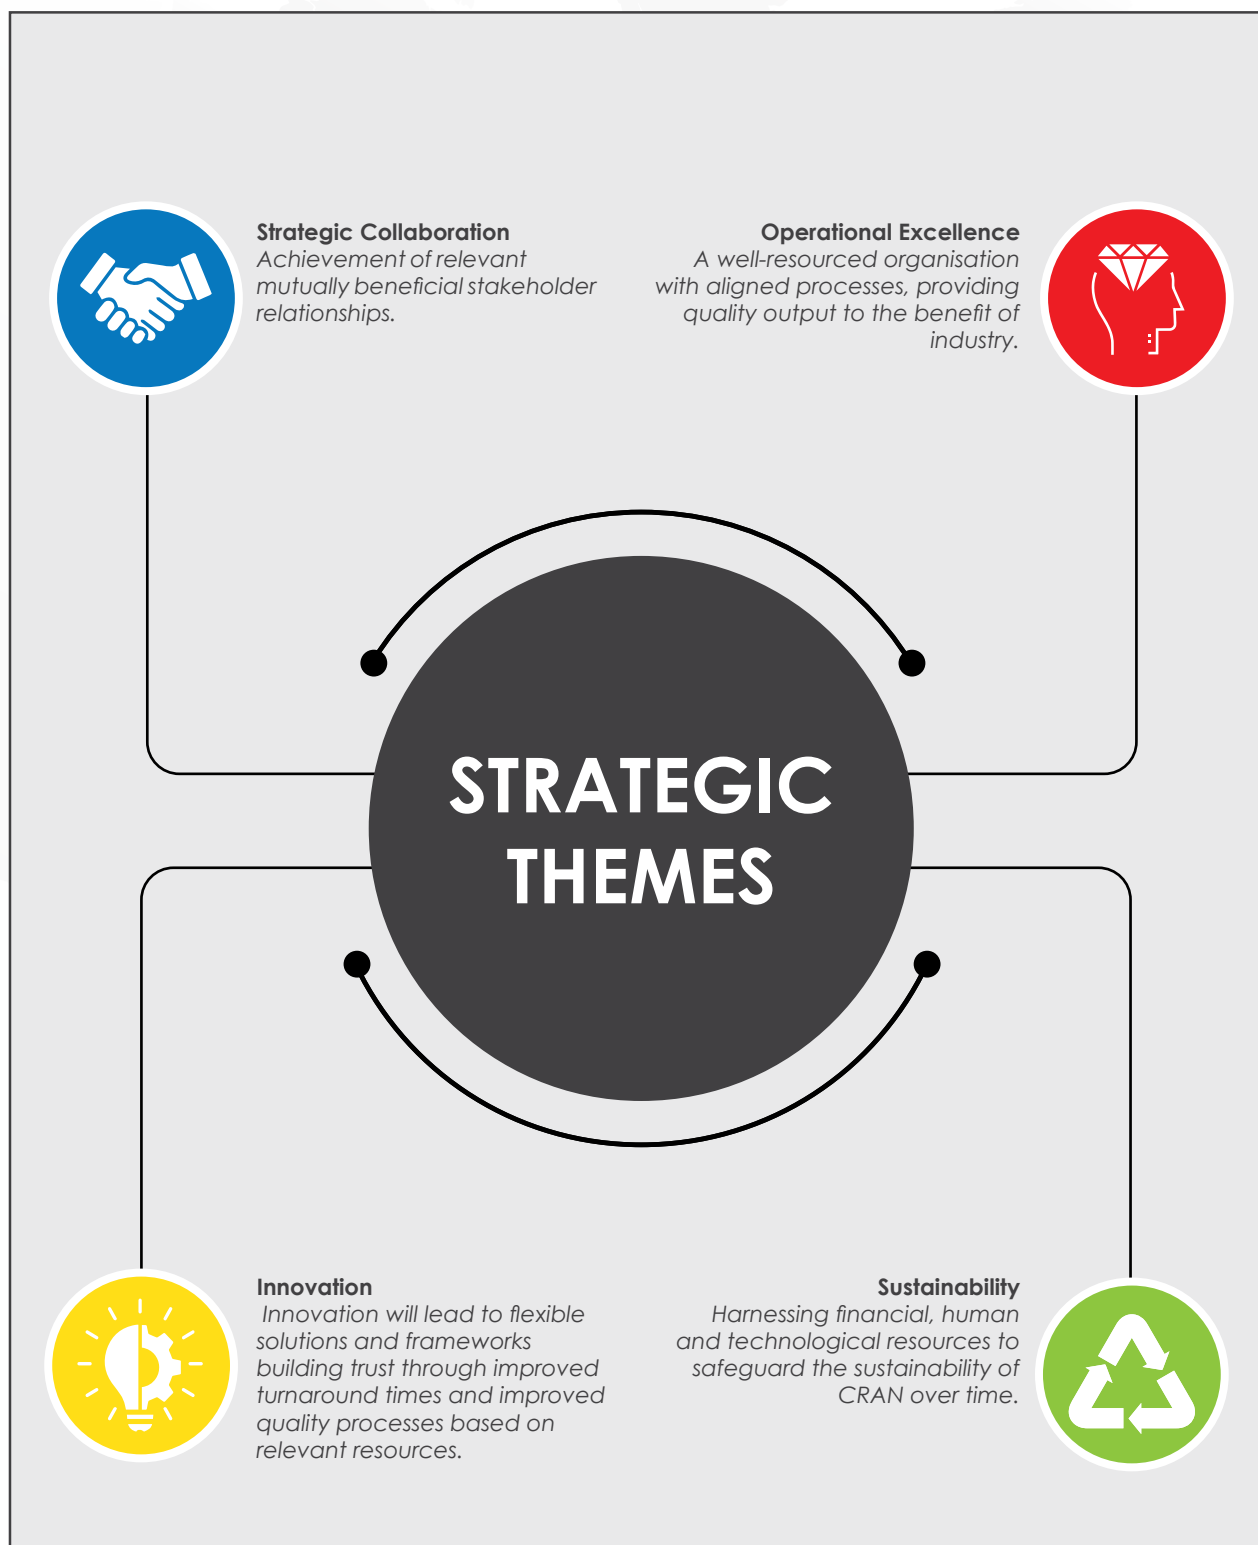 Strategic Collaboration
Achievement of relevant
mutually beneficial stakeholder
relationships.
Operational Excellence
A well-resourced organisation
with aligned processes, providing
quality output to the benefit of
industry.
STRATEGIC
THEMES
Innovation
Innovation will lead to flexible
solutions and frameworks
building trust through improved
turnaround times and improved
quality processes based on
relevant resources.
Sustainability
Harnessing financial, human
and technological resources to
safeguard the sustainability of
CRAN over time.